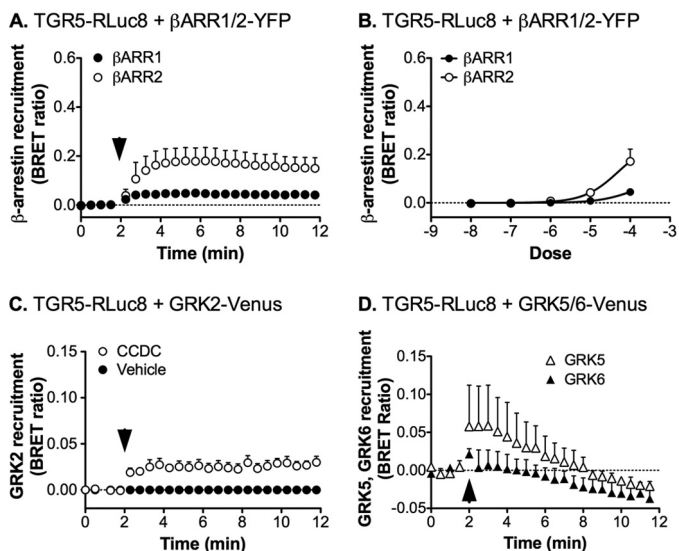 A. TGR5-RLuc8 + βARR1/2-YFP
β-arrestin recruitment
(BRET ratio)
0.6
0.4
0.2
0.0
βARR1
βARR2
0 2 4 6 8 10 12
Time (min)
B. TGR5-RLuc8 + βARR1/2-YFP
β-arrestin recruitment
(BRET ratio)
0.6
0.4
0.2
0.0
βARR1
βARR2
-9 -8 -7 -6 -5 -4 -3
Dose
C. TGR5-RLuc8 + GRK2-Venus
GRK2 recruitment
(BRET ratio)
0.15
0.10
0.05
0.00
CCDC
Vehicle
0 2 4 6 8 10 12
Time (min)
D. TGR5-RLuc8 + GRK5/6-Venus
GRK5, GRK6 recruitment
(BRET Ratio)
0.15
0.10
0.05
0.00
-0.05
GRK5
GRK6
0 2 4 6 8 10 12
Time (min)